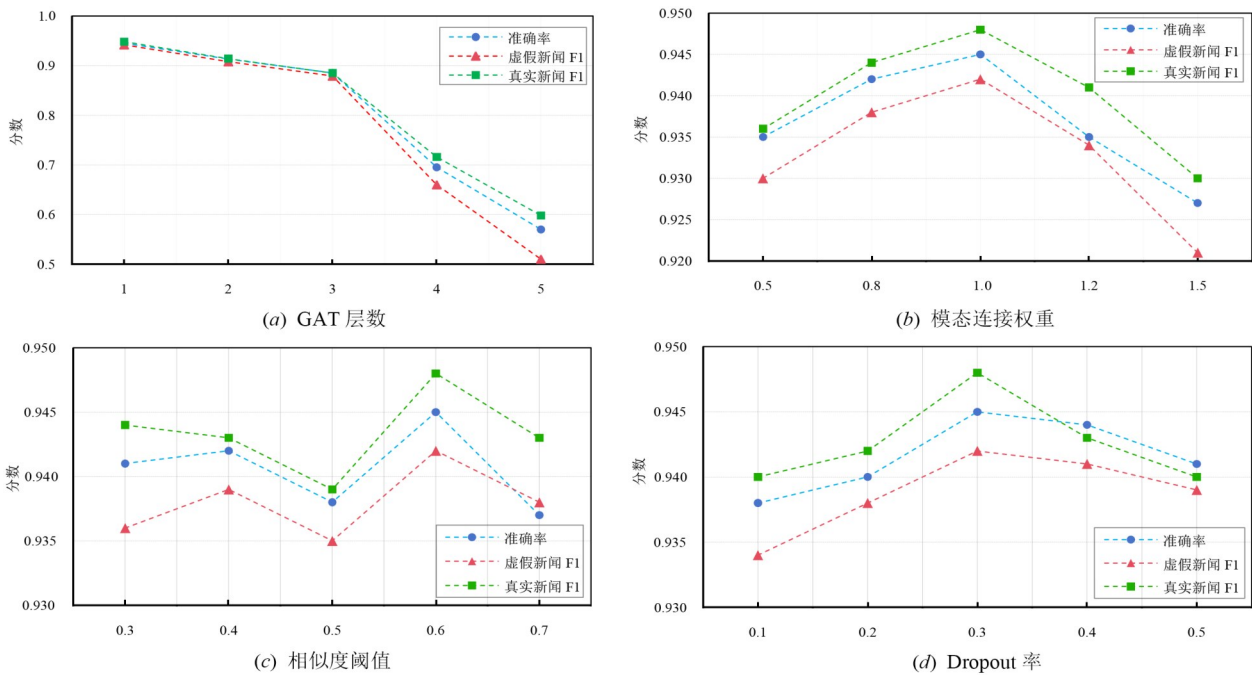 1.0
0.9
0.8
0.7
0.6
0.5
分数
准确率
虚假新闻 F1
真实新闻 F1
1 2 3 4 5
(a) GAT 层数
0.950
0.945
0.940
0.935
0.930
0.925
0.920
分数
准确率
虚假新闻 F1
真实新闻 F1
0.5 0.8 1.0 1.2 1.5
(b) 模态连接权重
0.950
0.945
0.940
0.935
0.930
分数
准确率
虚假新闻 F1
真实新闻 F1
0.3 0.4 0.5 0.6 0.7
(c) 相似度阈值
0.950
0.945
0.940
0.935
0.930
分数
准确率
虚假新闻 F1
真实新闻 F1
0.1 0.2 0.3 0.4 0.5
(d) Dropout 率